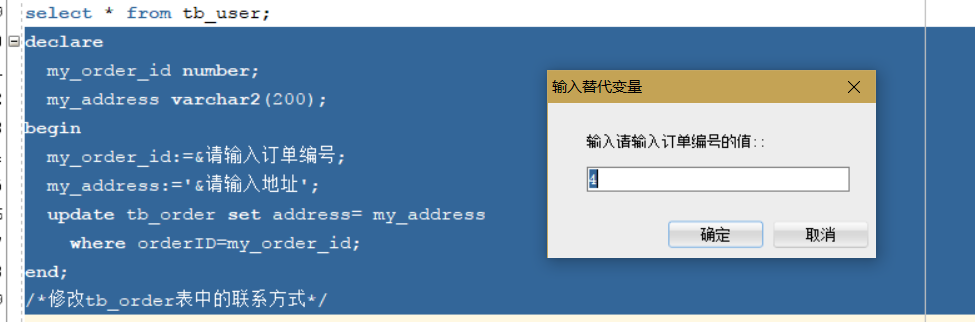 select * from tb_user;
declare
my_order_id number;
my_address varchar2(200);
begin
my_order_id:=&请输入订单编号;
my_address:='&请输入地址';
update tb_order set address= my_address
where orderID=my_order_id;
end;
/*修改tb_order表中的联系方式*/
输入替代变量
输入请输入订单编号的值::
4
确定
取消